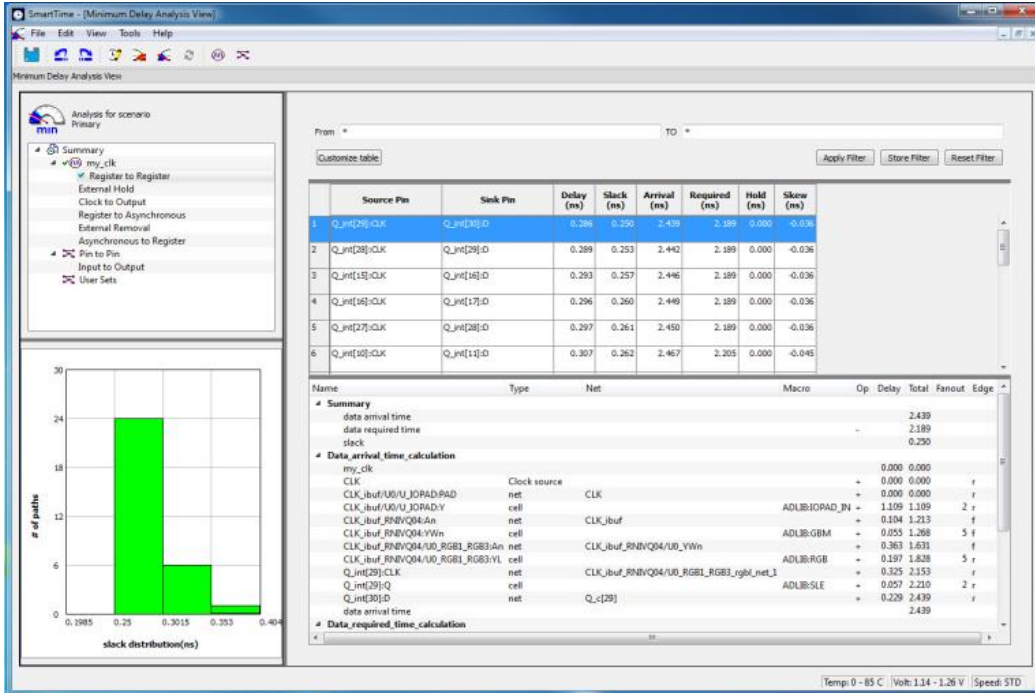 SmartTime - [Minimum Delay Analysis View]
File Edit View Tools Help
Minimum Delay Analysis View
Analysis for scenario
Primary
min
Summary
my_clk
Register to Register
External Hold
Clock to Output
Register to Asynchronous
External Removal
Asynchronous to Register
Pin to Pin
Input to Output
User Sets
From * TO *
Customize table Apply Filter Store Filter Reset Filter
Source Pin Sink Pin Delay (ns) Slack (ns) Arrival (ns) Required (ns) Hold (ns) Skew (ns)
1 Q_int[29]:CLK Q_int[30]:D 0.286 0.250 2.439 2.189 0.000 -0.036
2 Q_int[28]:CLK Q_int[29]:D 0.289 0.253 2.442 2.189 0.000 -0.036
3 Q_int[15]:CLK Q_int[16]:D 0.293 0.257 2.446 2.189 0.000 -0.036
4 Q_int[16]:CLK Q_int[17]:D 0.296 0.260 2.449 2.189 0.000 -0.036
5 Q_int[27]:CLK Q_int[28]:D 0.297 0.261 2.450 2.189 0.000 -0.036
6 Q_int[10]:CLK Q_int[11]:D 0.307 0.262 2.467 2.205 0.000 -0.045
Name Type Net Macro Op Delay Total Fanout Edge
Summary
data arrival time 2.439
data required time - 2.189
slack 0.250
Data_arrival_time_calculation
my_clk 0.000 0.000
CLK Clock source + 0.000 0.000 r
CLK_ibuf/U0/U_IOPAD:PAD net CLK + 0.000 0.000 r
CLK_ibuf/U0/U_IOPAD:Y cell ADLIB:IOPAD_IN + 1.109 1.109 2 r
CLK_ibuf_RNIVQ04:An net CLK_ibuf + 0.104 1.213 f
CLK_ibuf_RNIVQ04:YWn cell ADLIB:GBM + 0.055 1.268 5 f
CLK_ibuf_RNIVQ04/U0_RGB1_RGB3:An net CLK_ibuf_RNIVQ04/U0_YWn + 0.363 1.631 f
CLK_ibuf_RNIVQ04/U0_RGB1_RGB3:YL cell ADLIB:RGB + 0.197 1.828 5 r
Q_int[29]:CLK net CLK_ibuf_RNIVQ04/U0_RGB1_RGB3_rgbl_net_1 + 0.325 2.153 r
Q_int[29]:Q cell ADLIB:SLE + 0.057 2.210 2 r
Q_int[30]:D net Q_c[29] + 0.229 2.439 r
data arrival time 2.439
Data_required_time_calculation
# of paths
30
24
18
12
6
0
0.1985 0.25 0.3015 0.353 0.404
slack distribution(ns)
Temp: 0 - 85 C Volt: 1.14 - 1.26 V Speed: STD